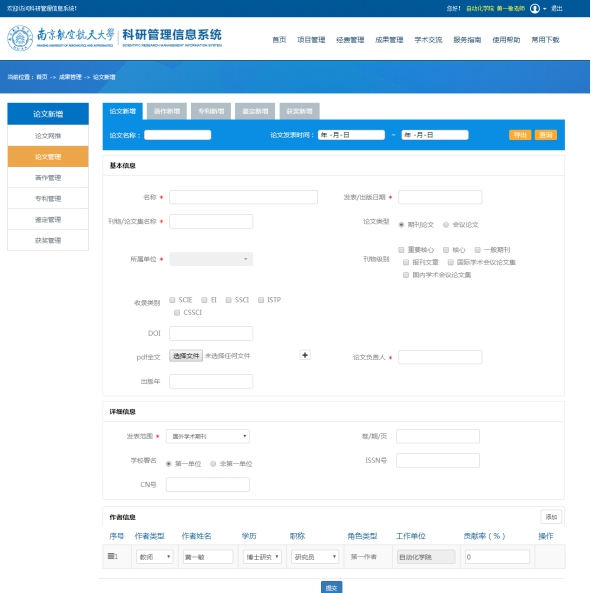 欢迎访问科研管理信息系统!
您好! 自动化学院 黄一敏老师 退出
南京航空航天大学 科研管理信息系统
NANJING UNIVERSITY OF AERONAUTICS AND ASTRONAUTICS SCIENTIFIC RESEARCH MANAGEMENT INFORMATION SYSTEM
首页 项目管理 经费管理 成果管理 学术交流 服务指南 使用帮助 常用下载
当前位置:首页 -> 成果管理 -> 论文新增
论文新增
论文网推
论文管理
著作管理
专利管理
鉴定管理
获奖管理
论文新增 著作新增 专利新增 鉴定新增 获奖新增
论文名称: 论文发表时间: 年-月-日 ~ 年-月-日 导出 查询
基本信息
名称 * 发表/出版日期 *
刊物/论文集名称 * 论文类型 期刊论文 会议论文
所属单位 * 刊物级别 重要核心 核心 一般期刊
报刊文章 国际学术会议论文集
国内学术会议论文集
收录类别 SCIE EI SSCI ISTP
CSSCI
DOI
pdf全文 选择文件 未选择任何文件 + 论文负责人 *
出版年
详细信息
发表范围 * 国外学术期刊 卷/期/页
学校署名 第一单位 非第一单位 ISSN号
CN号
作者信息 添加
序号 作者类型 作者姓名 学历 职称 角色类型 工作单位 贡献率(%) 操作
1 教师 黄一敏 博士研究 研究员 第一作者 自动化学院 0
提交